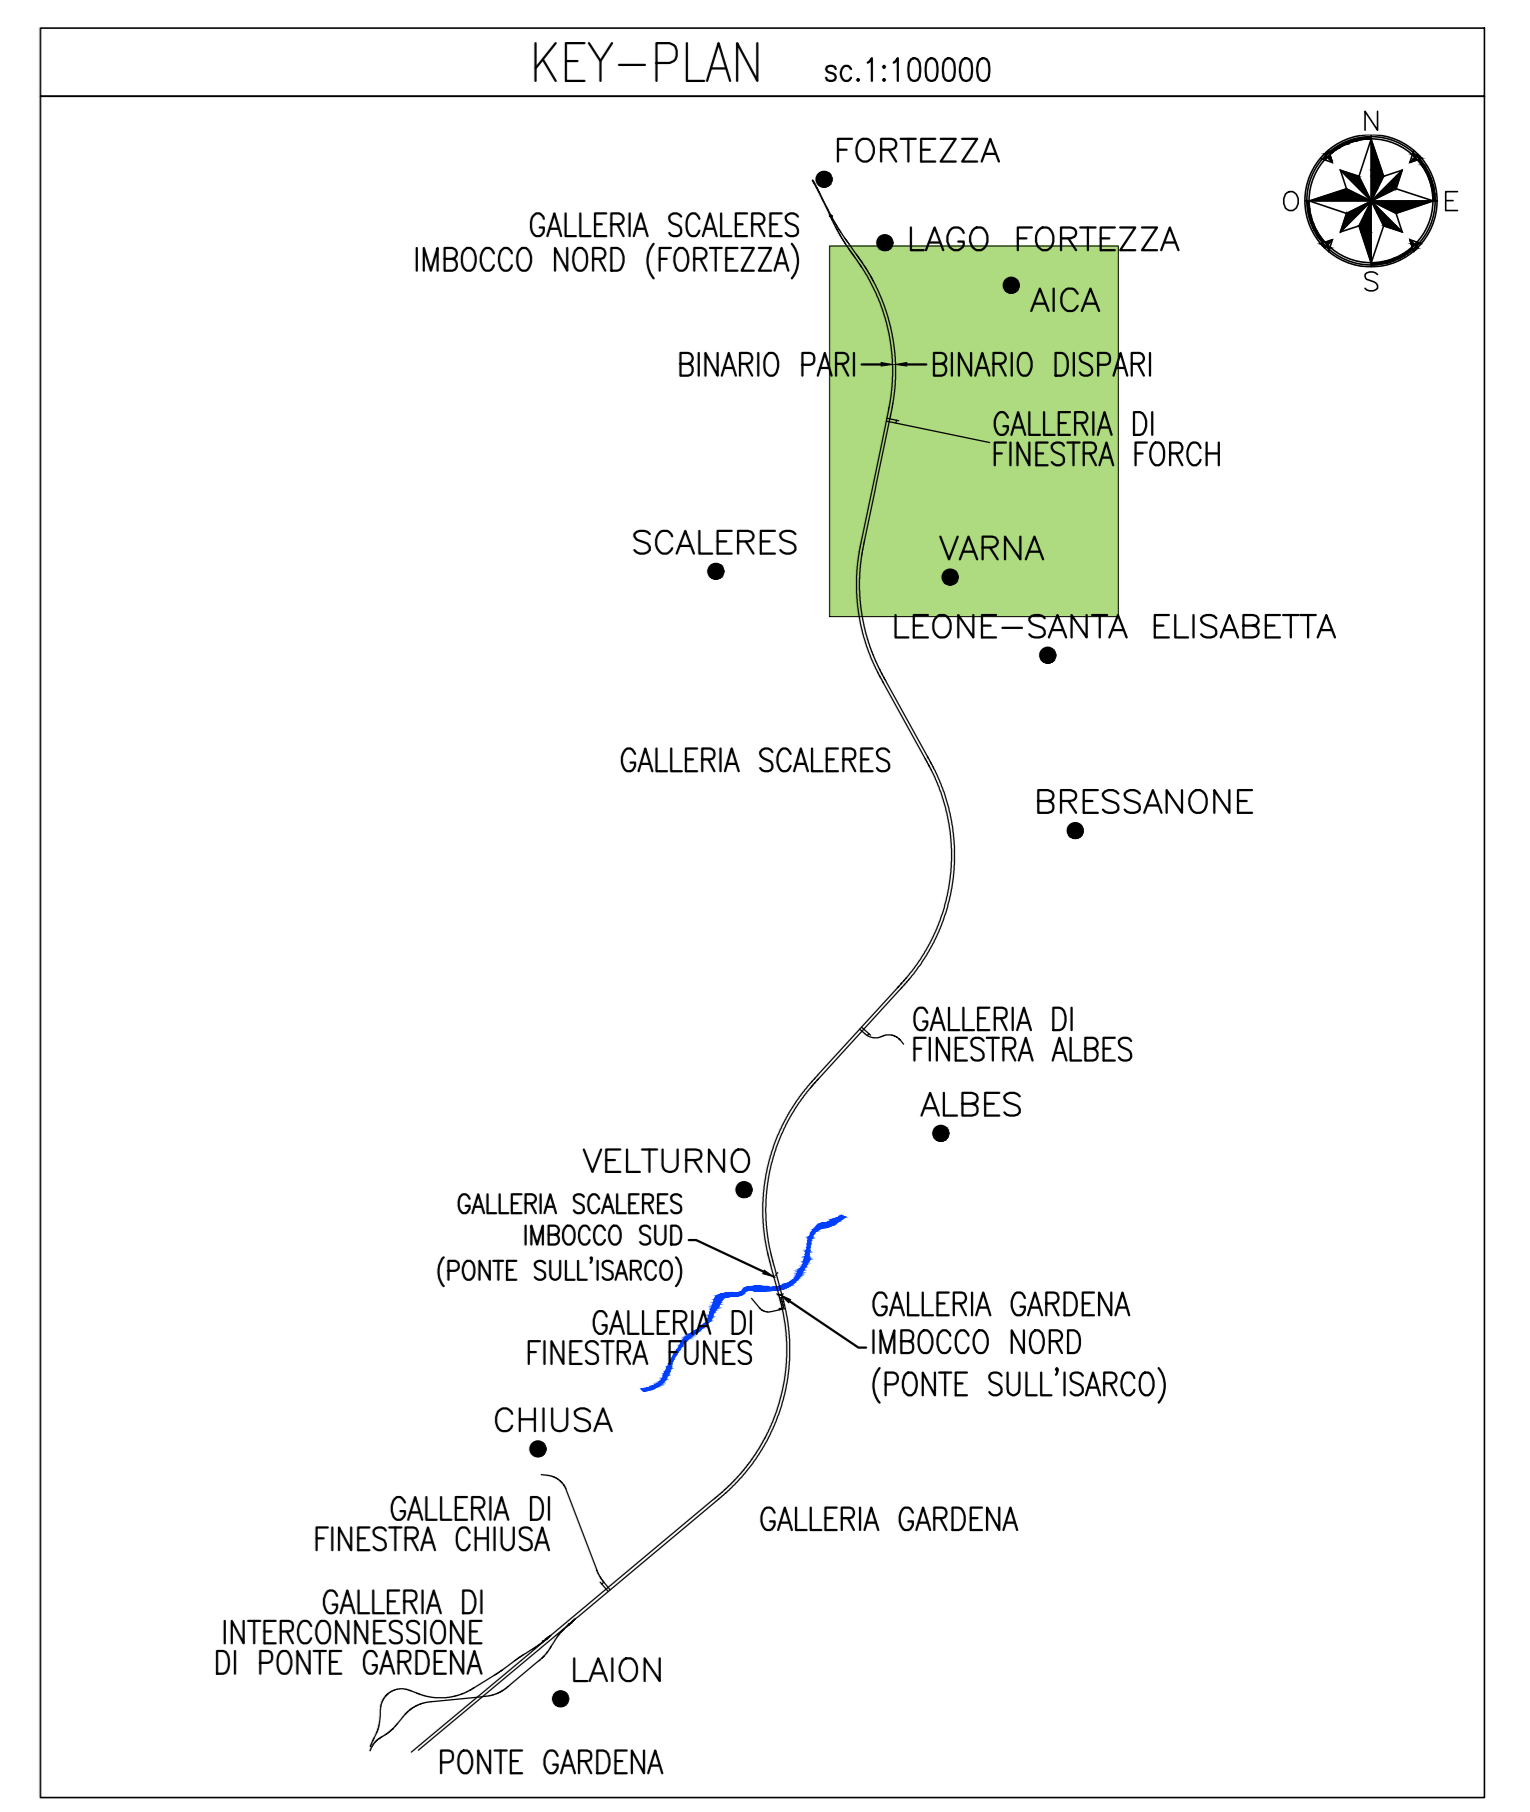 KEY-PLAN sc.1:100000
N
O E
S
FORTEZZA
GALLERIA SCALERES
IMBOCCO NORD (FORTEZZA)
LAGO FORTEZZA
AICA
BINARIO PARI
BINARIO DISPARI
GALLERIA DI
FINESTRA FORCH
SCALERES
VARNA
LEONE-SANTA ELISABETTA
GALLERIA SCALERES
BRESSANONE
GALLERIA DI
FINESTRA ALBES
ALBES
VELTURNO
GALLERIA SCALERES
IMBOCCO SUD
(PONTE SULL'ISARCO)
GALLERIA DI
FINESTRA FUNES
GALLERIA GARDENA
IMBOCCO NORD
(PONTE SULL'ISARCO)
CHIUSA
GALLERIA DI
FINESTRA CHIUSA
GALLERIA GARDENA
GALLERIA DI
INTERCONNESSIONE
DI PONTE GARDENA
LAION
PONTE GARDENA